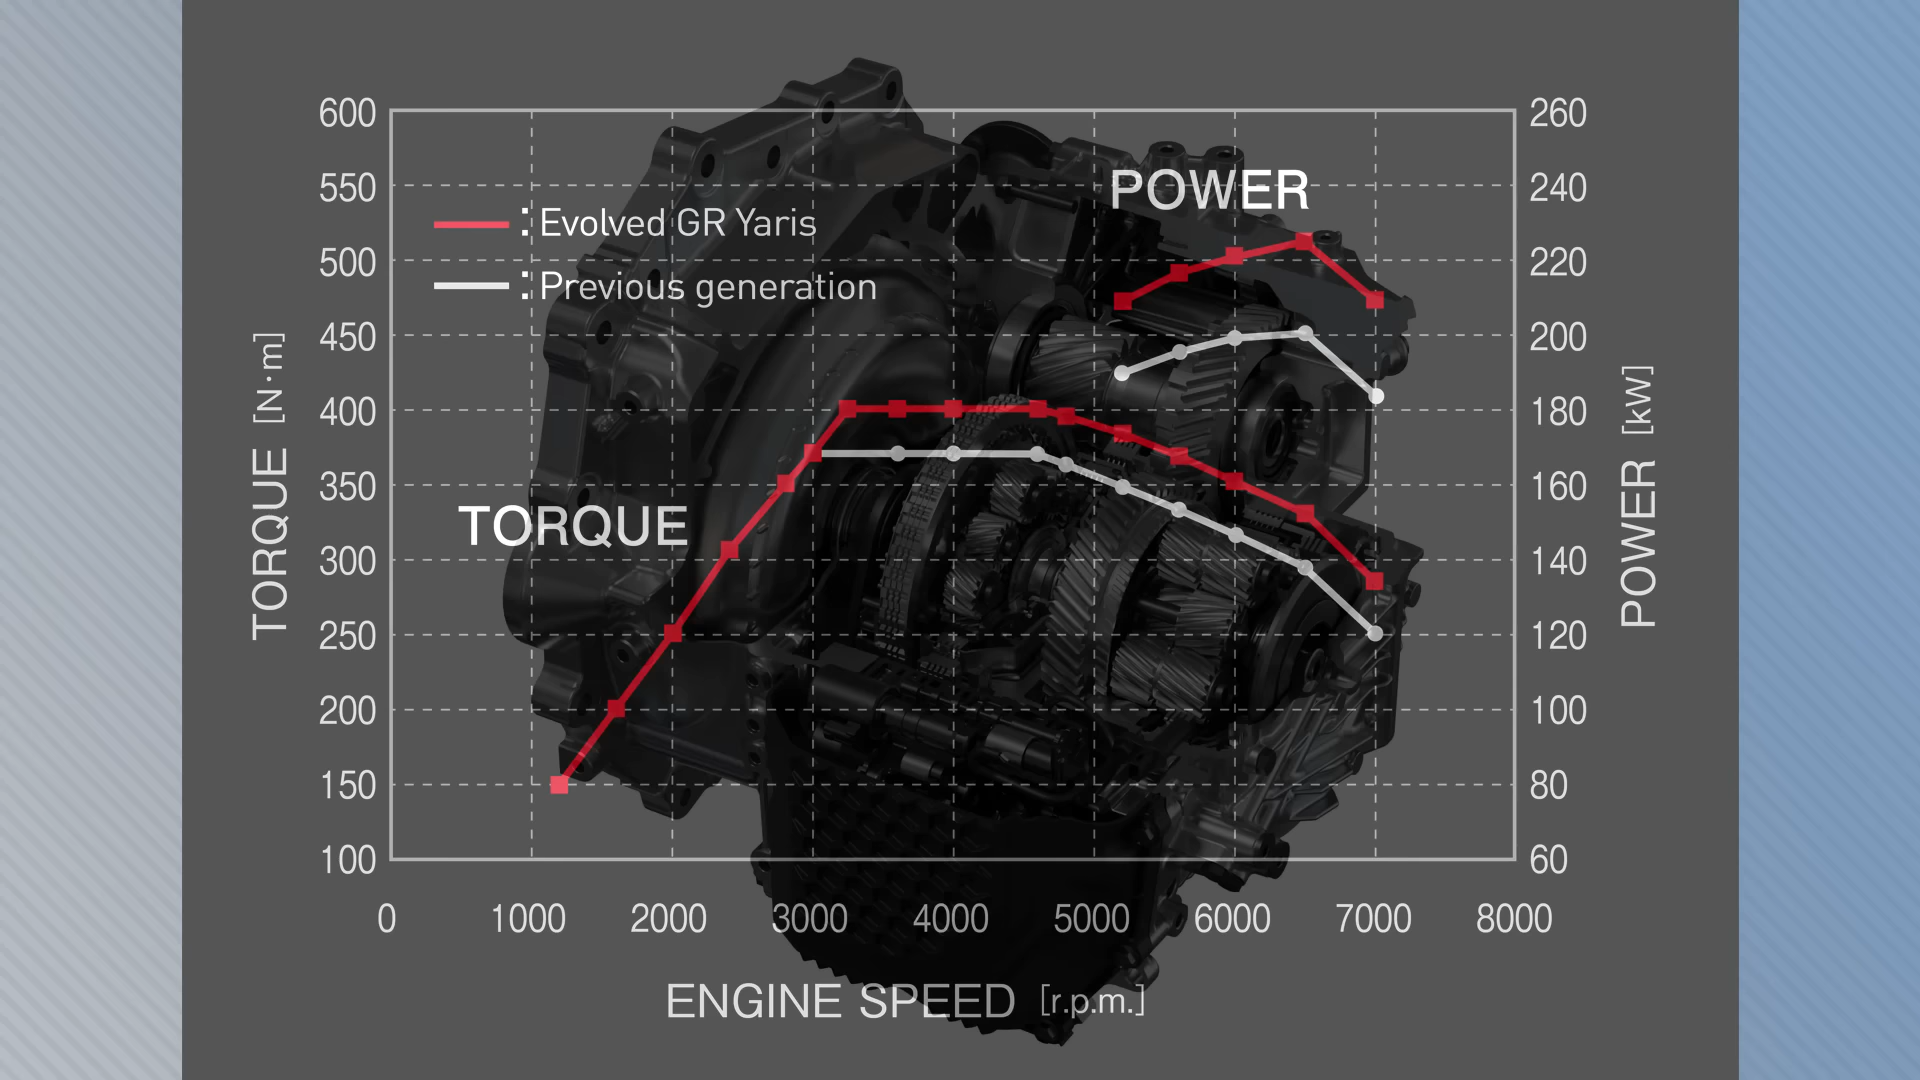 600
550
500
450
400
350
300
250
200
150
100
260
240
220
200
180
160
140
120
100
80
60
POWER
: Evolved GR Yaris
: Previous generation
TORQUE
TORQUE [N·m]
POWER [kW]
0 1000 2000 3000 4000 5000 6000 7000 8000
ENGINE SPEED [r.p.m.]